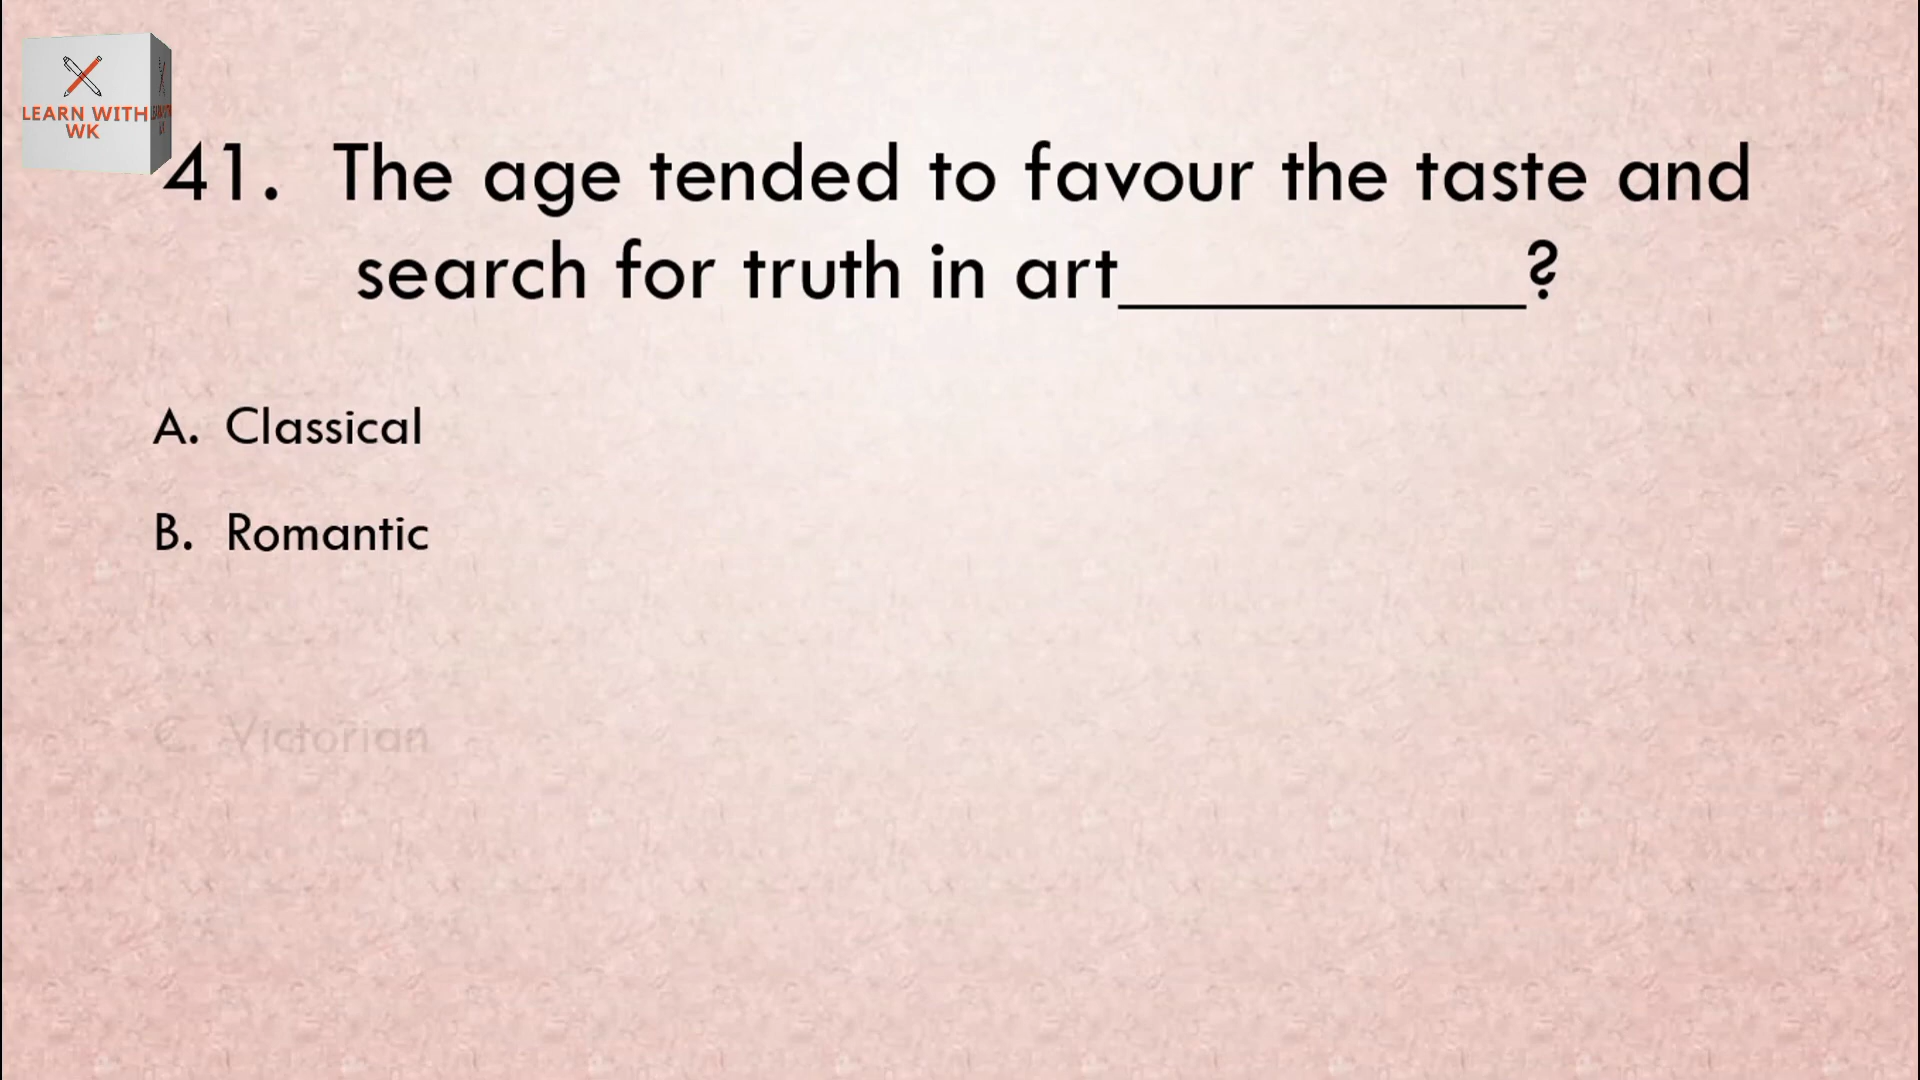 LEARN WITH
WK
41. The age tended to favour the taste and
search for truth in art__________?
A. Classical
B. Romantic
C. Victorian